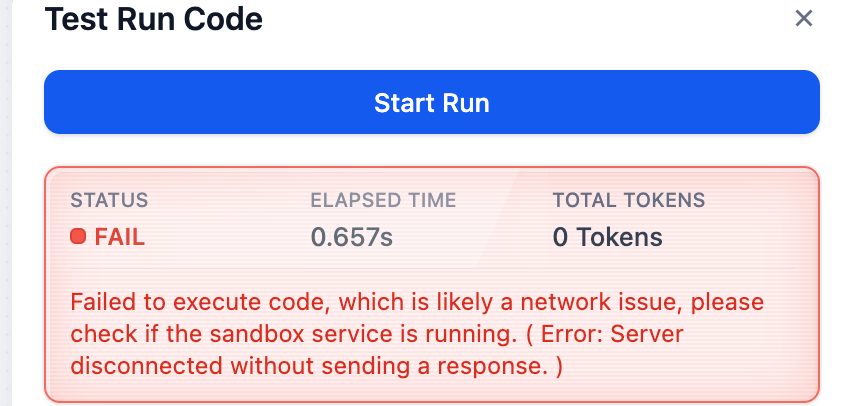 Test Run Code
Start Run
STATUS
ELAPSED TIME
TOTAL TOKENS
FAIL
0.657s
0 Tokens
Failed to execute code, which is likely a network issue, please
check if the sandbox service is running. ( Error: Server
disconnected without sending a response. )